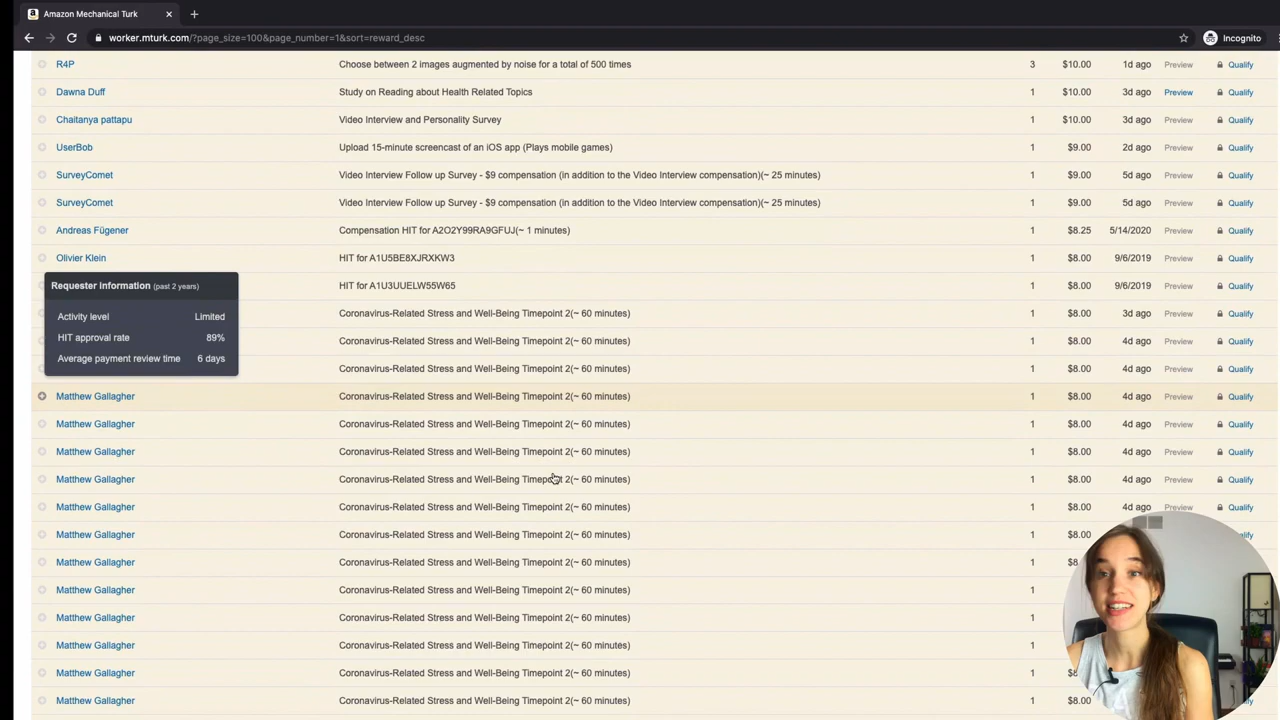 Amazon Mechanical Turk
worker.mturk.com/?page_size=100&page_number=1&sort=reward_desc
Incognito
R4P Choose between 2 images augmented by noise for a total of 500 times 3 $10.00 1d ago Preview Qualify
Dawna Duff Study on Reading about Health Related Topics 1 $10.00 3d ago Preview Qualify
Chaitanya pattapu Video Interview and Personality Survey 1 $10.00 3d ago Preview Qualify
UserBob Upload 15-minute screencast of an iOS app (Plays mobile games) 1 $9.00 2d ago Preview Qualify
SurveyComet Video Interview Follow up Survey - $9 compensation (in addition to the Video Interview compensation)(~ 25 minutes) 1 $9.00 5d ago Preview Qualify
SurveyComet Video Interview Follow up Survey - $9 compensation (in addition to the Video Interview compensation)(~ 25 minutes) 1 $9.00 5d ago Preview Qualify
Andreas Fügener Compensation HIT for A2O2Y99RA9GFUJ(~ 1 minutes) 1 $8.25 5/14/2020 Preview Qualify
Olivier Klein HIT for A1U5BE8XJRXKW3 1 $8.00 9/6/2019 Preview Qualify
HIT for A1U3UUELW55W65 1 $8.00 9/6/2019 Preview Qualify
Requester Information (past 2 years)
Activity level Limited
HIT approval rate 89%
Average payment review time 6 days
Coronavirus-Related Stress and Well-Being Timepoint 2(~ 60 minutes) 1 $8.00 3d ago Preview Qualify
Coronavirus-Related Stress and Well-Being Timepoint 2(~ 60 minutes) 1 $8.00 4d ago Preview Qualify
Coronavirus-Related Stress and Well-Being Timepoint 2(~ 60 minutes) 1 $8.00 4d ago Preview Qualify
Matthew Gallagher Coronavirus-Related Stress and Well-Being Timepoint 2(~ 60 minutes) 1 $8.00 4d ago Preview Qualify
Matthew Gallagher Coronavirus-Related Stress and Well-Being Timepoint 2(~ 60 minutes) 1 $8.00 4d ago Preview Qualify
Matthew Gallagher Coronavirus-Related Stress and Well-Being Timepoint 2(~ 60 minutes) 1 $8.00 4d ago Preview Qualify
Matthew Gallagher Coronavirus-Related Stress and Well-Being Timepoint 2(~ 60 minutes) 1 $8.00 4d ago Preview Qualify
Matthew Gallagher Coronavirus-Related Stress and Well-Being Timepoint 2(~ 60 minutes) 1 $8.00 4d ago Preview Qualify
Matthew Gallagher Coronavirus-Related Stress and Well-Being Timepoint 2(~ 60 minutes) 1 $8.00 Qualify
Matthew Gallagher Coronavirus-Related Stress and Well-Being Timepoint 2(~ 60 minutes) 1 $8
Matthew Gallagher Coronavirus-Related Stress and Well-Being Timepoint 2(~ 60 minutes) 1
Matthew Gallagher Coronavirus-Related Stress and Well-Being Timepoint 2(~ 60 minutes) 1
Matthew Gallagher Coronavirus-Related Stress and Well-Being Timepoint 2(~ 60 minutes) 1
Matthew Gallagher Coronavirus-Related Stress and Well-Being Timepoint 2(~ 60 minutes) 1 $8
Matthew Gallagher Coronavirus-Related Stress and Well-Being Timepoint 2(~ 60 minutes) 1 $8.00